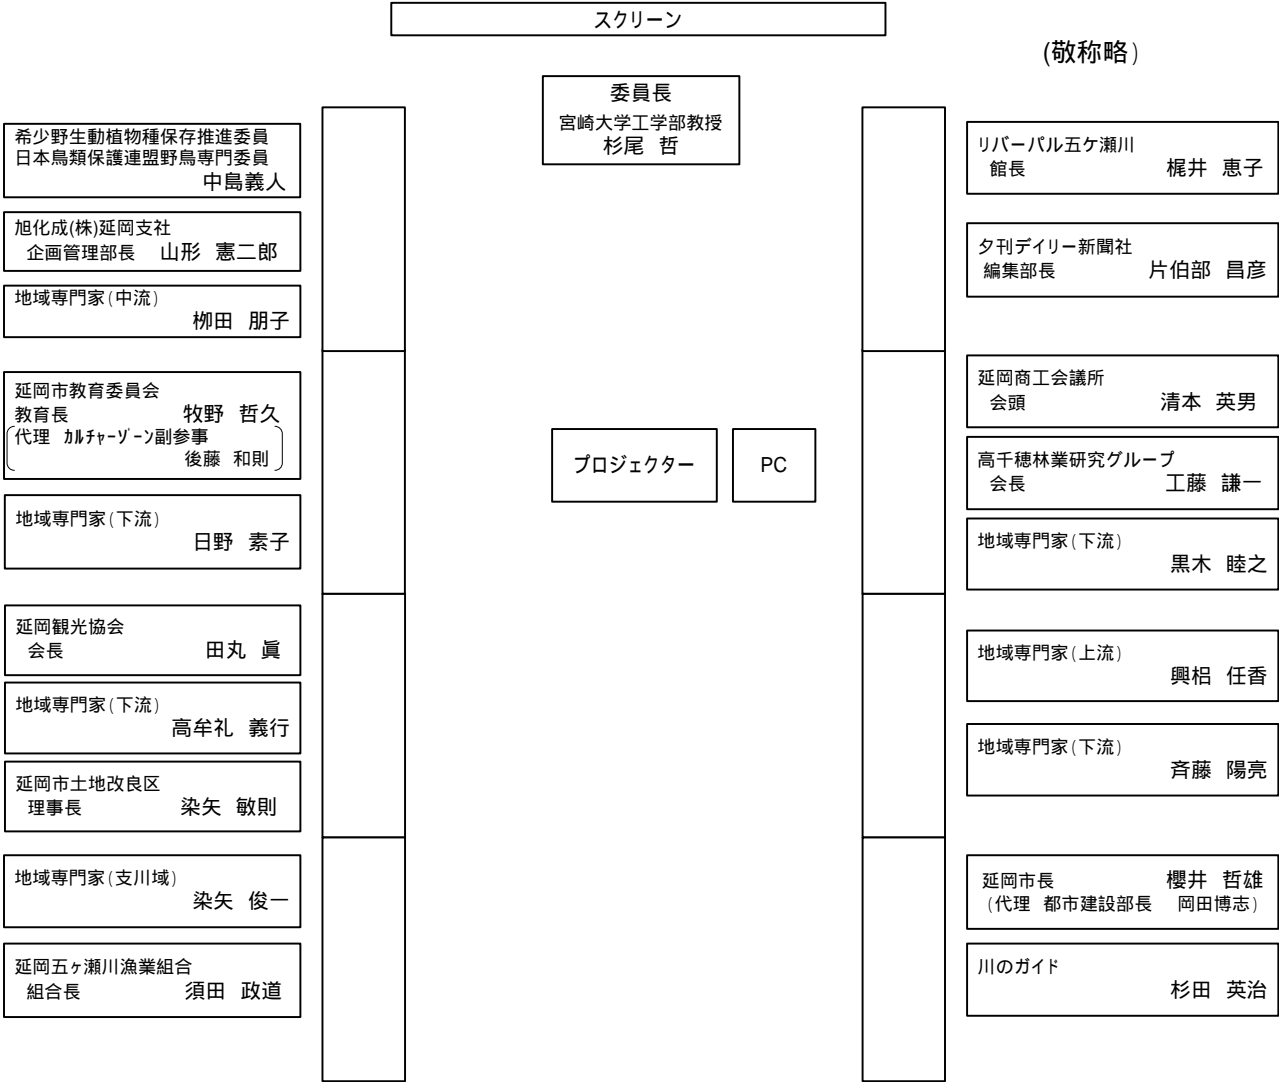 スクリーン
(敬称略)
委員長
宮崎大学工学部教授
杉尾 哲
希少野生動植物種保存推進委員
日本鳥類保護連盟野鳥専門委員
中島義人
旭化成(株)延岡支社
企画管理部長 山形 憲二郎
地域専門家(中流)
栁田 朋子
延岡市教育委員会
教育長 牧野 哲久
代理 カルチャーゾーン副参事
後藤 和則
地域専門家(下流)
日野 素子
延岡観光協会
会長 田丸 眞
地域専門家(下流)
高牟礼 義行
延岡市土地改良区
理事長 染矢 敏則
地域専門家(支川域)
染矢 俊一
延岡五ヶ瀬川漁業組合
組合長 須田 政道
プロジェクター PC
リバーパル五ケ瀬川
館長 梶井 恵子
夕刊デイリー新聞社
編集部長 片伯部 昌彦
延岡商工会議所
会頭 清本 英男
高千穂林業研究グループ
会長 工藤 謙一
地域専門家(下流)
黒木 睦之
地域専門家(上流)
興梠 任香
地域専門家(下流)
斉藤 陽亮
延岡市長 櫻井 哲雄
(代理 都市建設部長 岡田博志)
川のガイド
杉田 英治